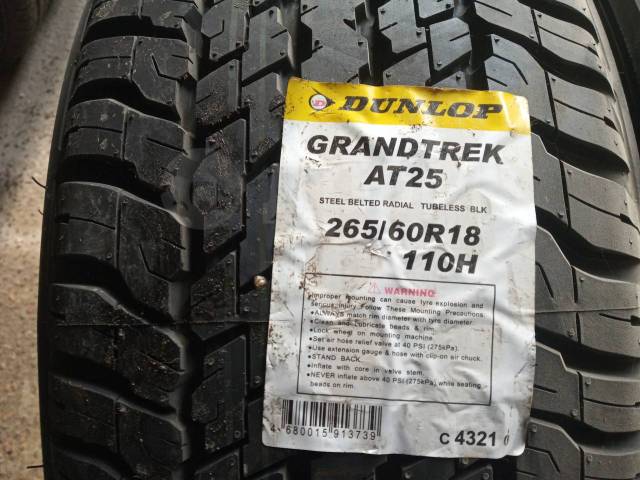 DUNLOP
GRANDTREK
AT25
STEEL BELTED RADIAL TUBELESS BLK
265/60R18
110H
WARNING
Improper mounting can cause tyre explosion and
serious injury. Follow These Mounting Precautions:
•ALWAYS match rim diameter with tyre diameter.
•Clean and lubricate beads & rim.
•Lock wheel on mounting machine.
•Set air hose relief valve at 40 PSI (275kPa).
•Use extension gauge & hose with clip-on air chuck.
•STAND BACK.
•Inflate with core in valve stem.
•NEVER inflate above 40 PSI (275kPa) while seating
beads on rim.
4 680015 913739
C 4321